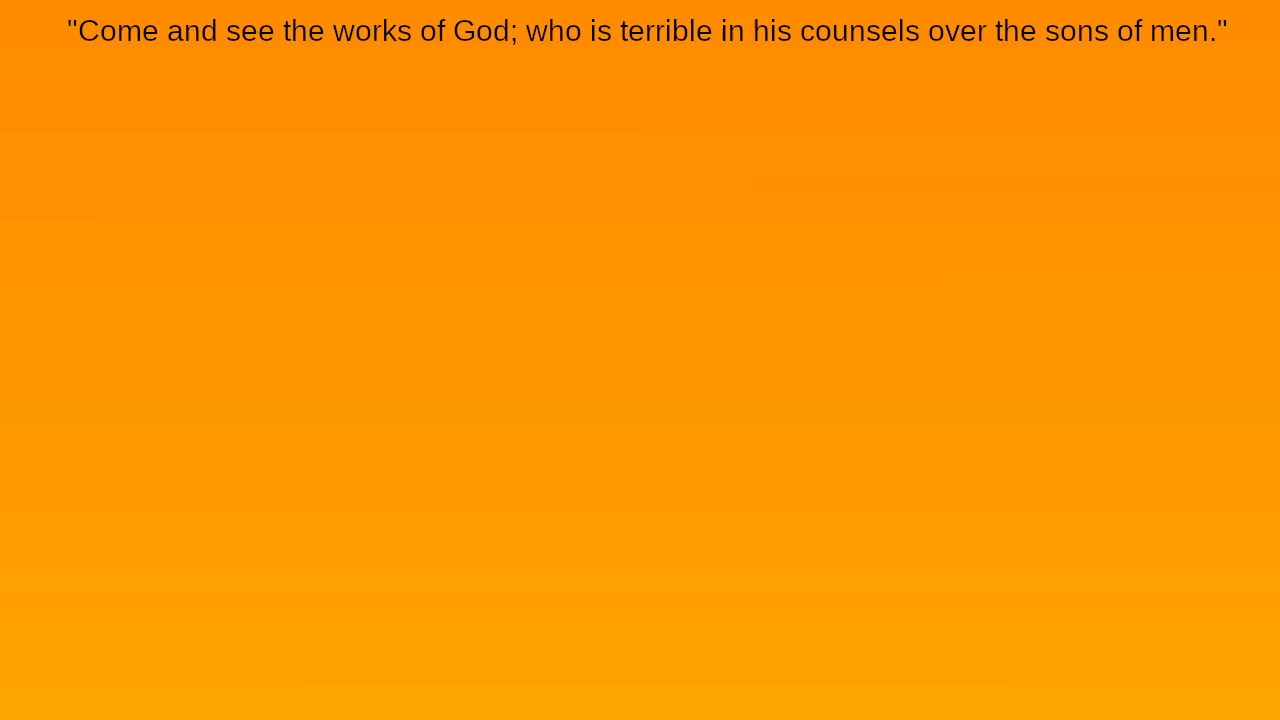 "Come and see the works of God; who is terrible in his counsels over the sons of men."